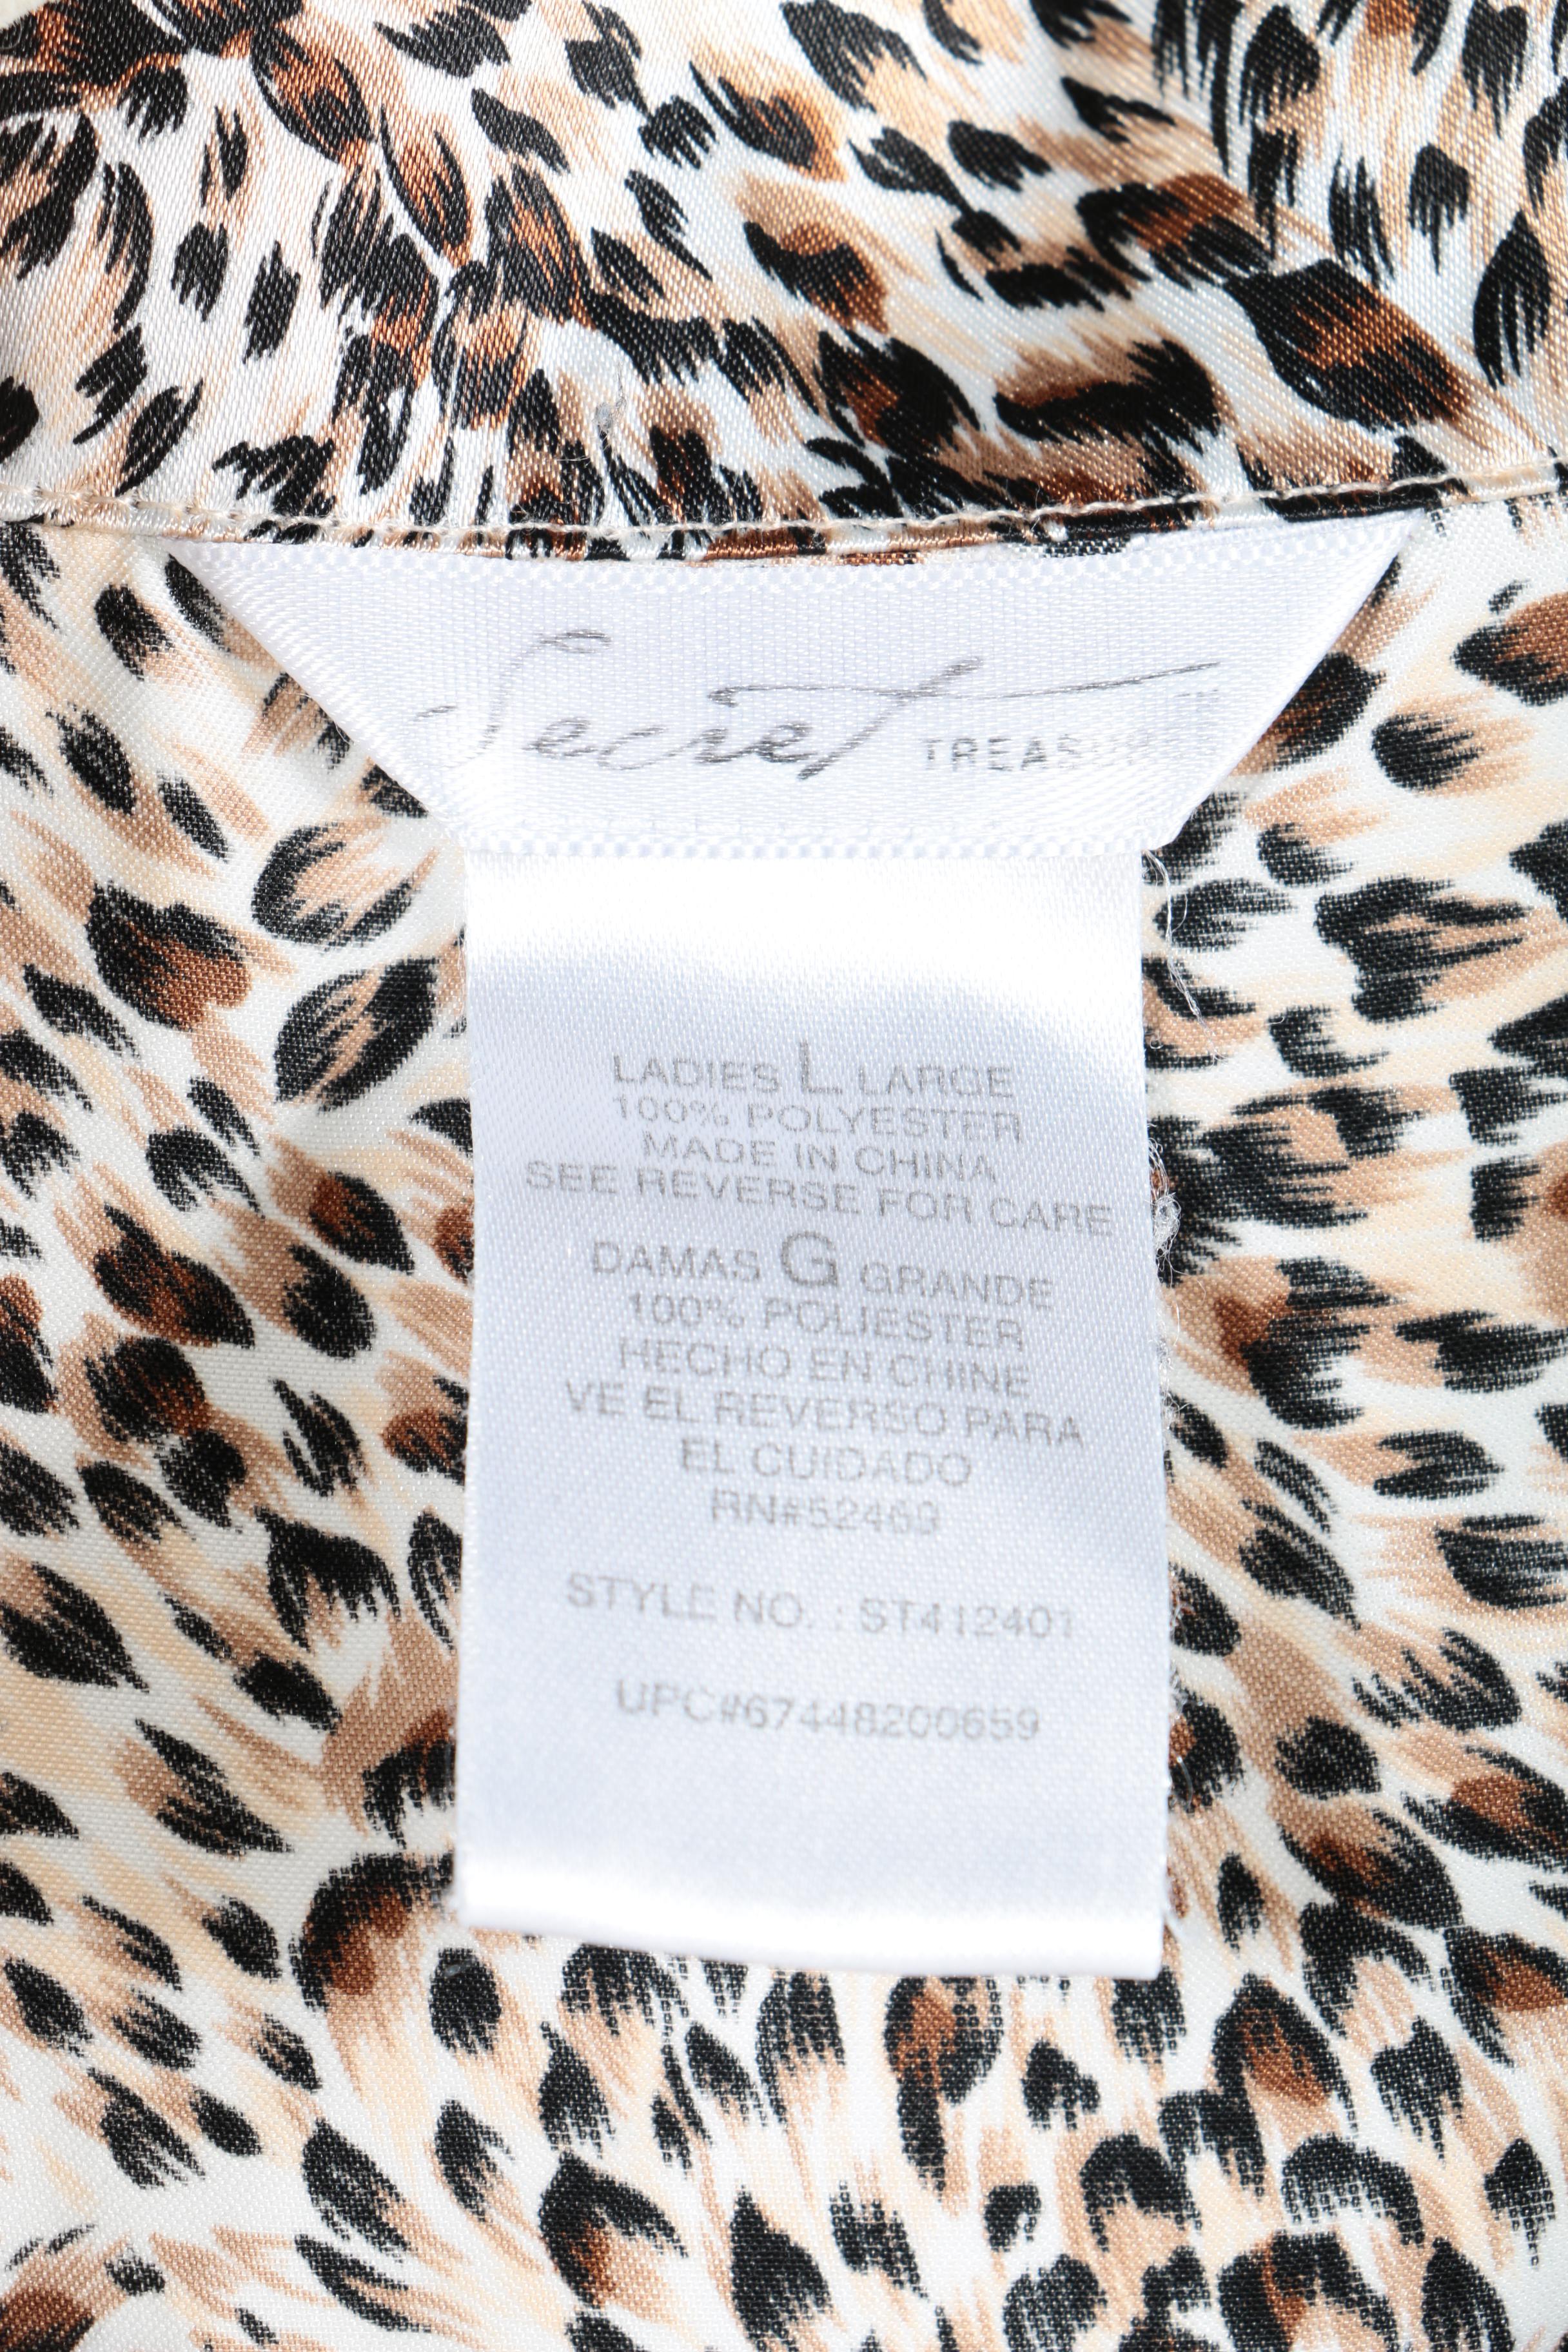 Secret TREASURES™
LADIES L LARGE
100% POLYESTER
MADE IN CHINA
SEE REVERSE FOR CARE
DAMAS G GRANDE
100% POLIESTER
HECHO EN CHINE
VE EL REVERSO PARA
EL CUIDADO
RN#52469
STYLE NO. : ST412401
UPC#67448200659